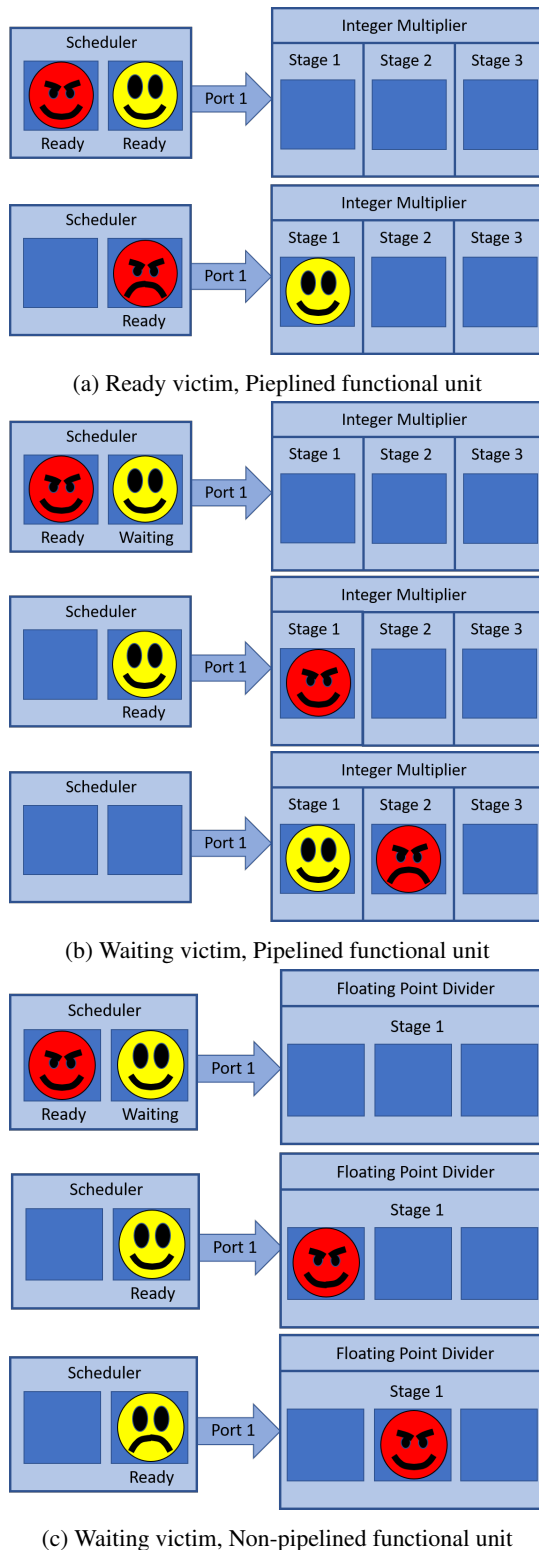 Scheduler
Integer Multiplier
Stage 1 Stage 2 Stage 3
Port 1
Ready Ready
Scheduler
Integer Multiplier
Stage 1 Stage 2 Stage 3
Port 1
Ready
(a) Ready victim, Pieplined functional unit
Scheduler
Integer Multiplier
Stage 1 Stage 2 Stage 3
Port 1
Ready Waiting
Scheduler
Integer Multiplier
Stage 1 Stage 2 Stage 3
Port 1
Ready
Scheduler
Integer Multiplier
Stage 1 Stage 2 Stage 3
Port 1
(b) Waiting victim, Pipelined functional unit
Scheduler
Floating Point Divider
Stage 1
Port 1
Ready Waiting
Scheduler
Floating Point Divider
Stage 1
Port 1
Ready
Scheduler
Floating Point Divider
Stage 1
Port 1
Ready
(c) Waiting victim, Non-pipelined functional unit